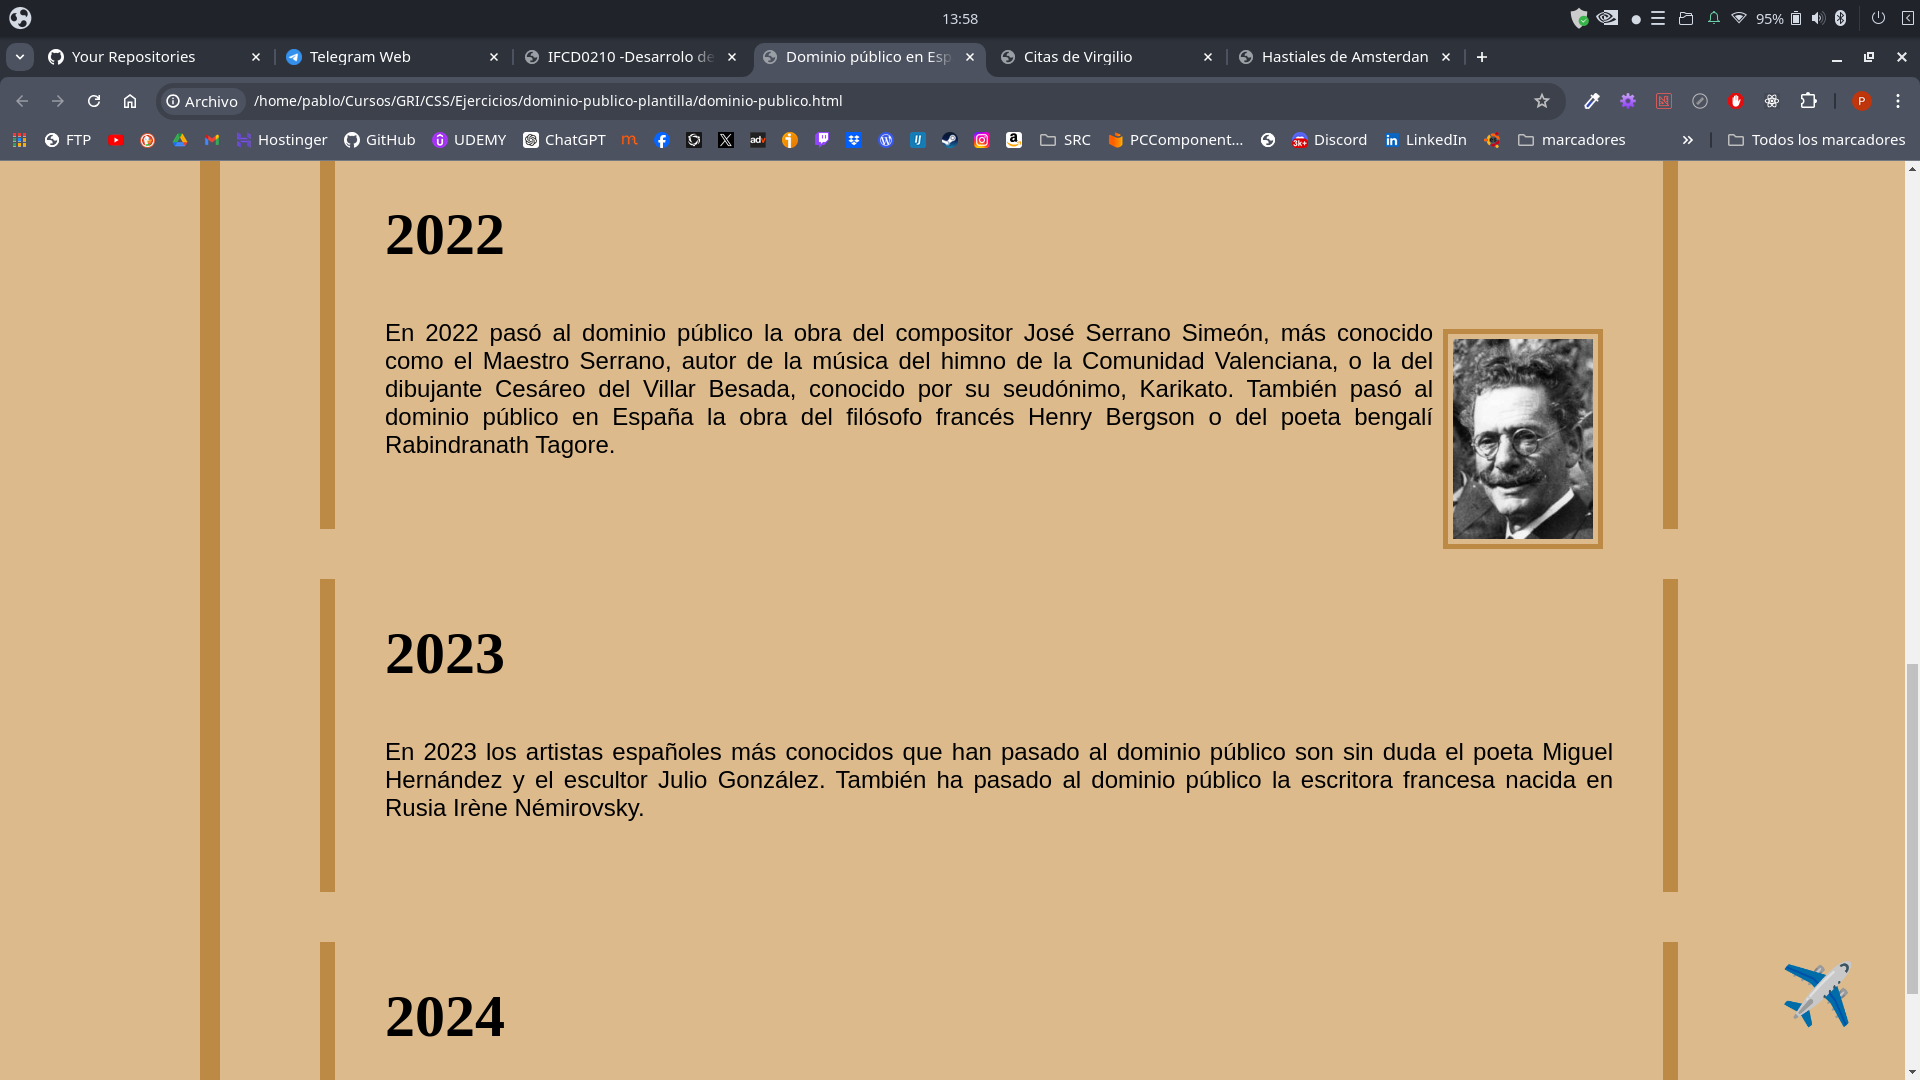 13:58
95%
Your Repositories
Telegram Web
IFCD0210 -Desarrolo de
Dominio público en Esp
Citas de Virgilio
Hastiales de Amsterdan
Archivo
/home/pablo/Cursos/GRI/CSS/Ejercicios/dominio-publico-plantilla/dominio-publico.html
P
FTP
Hostinger
GitHub
UDEMY
ChatGPT
adv
SRC
PCComponent...
3k+
Discord
LinkedIn
marcadores
Todos los marcadores
2022
En 2022 pasó al dominio público la obra del compositor José Serrano Simeón, más conocido
como el Maestro Serrano, autor de la música del himno de la Comunidad Valenciana, o la del
dibujante Cesáreo del Villar Besada, conocido por su seudónimo, Karikato. También pasó al
dominio público en España la obra del filósofo francés Henry Bergson o del poeta bengalí
Rabindranath Tagore.
2023
En 2023 los artistas españoles más conocidos que han pasado al dominio público son sin duda el poeta Miguel
Hernández y el escultor Julio González. También ha pasado al dominio público la escritora francesa nacida en
Rusia Irène Némirovsky.
2024